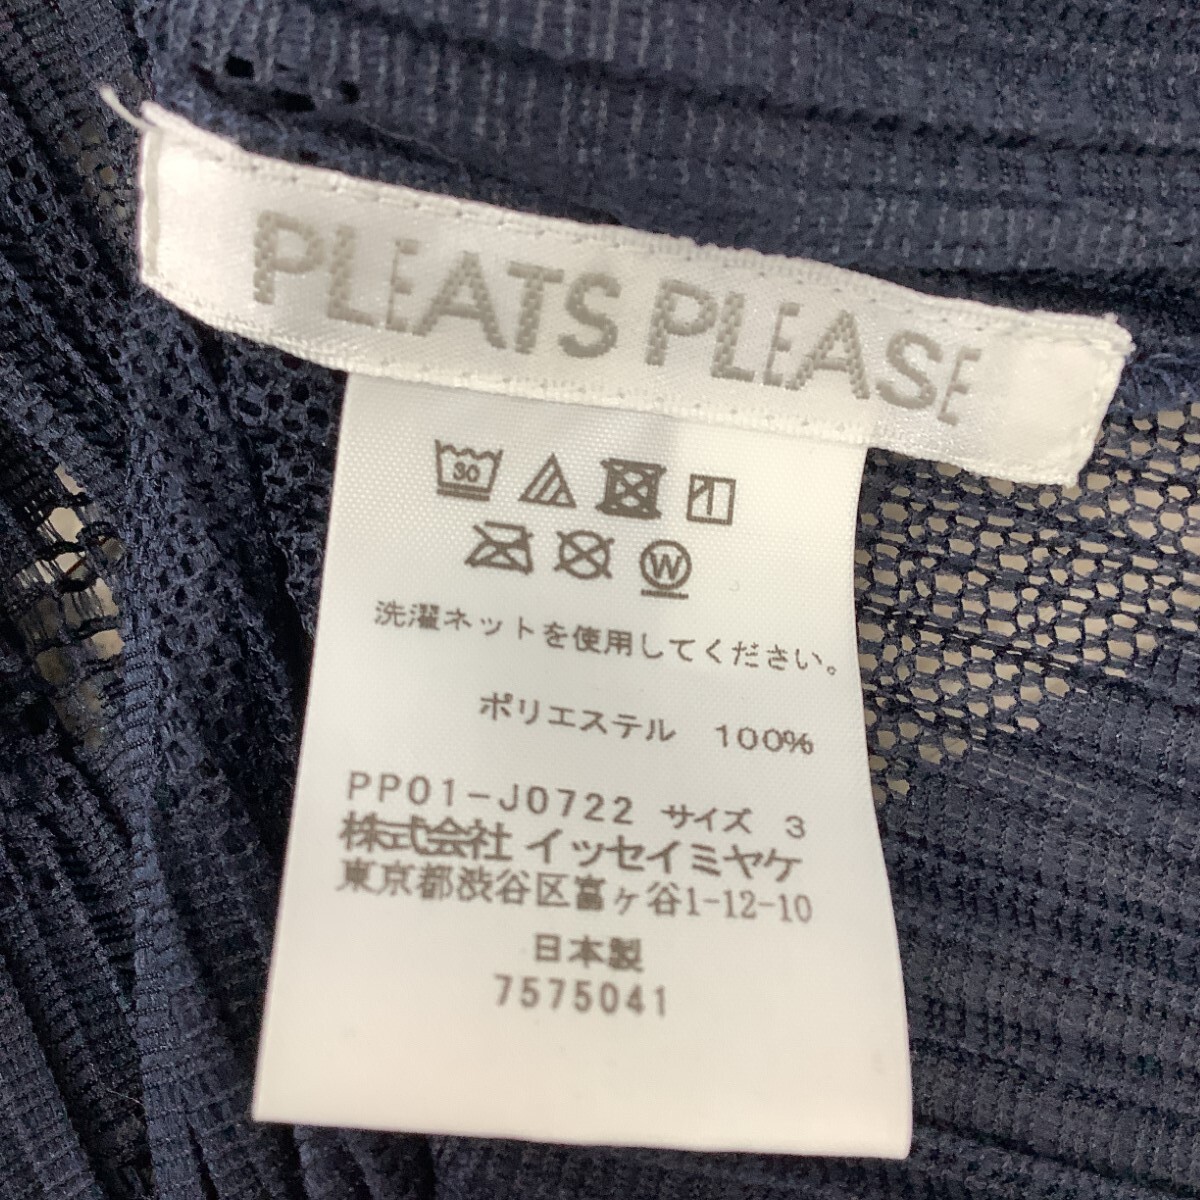 PLEATS PLEASE
30
W
洗濯ネットを使用してください。
ポリエステル 100%
PP01-J0722 サイズ 3
株式会社 イッセイミヤケ
東京都渋谷区富ヶ谷1-12-10
日本製
7575041